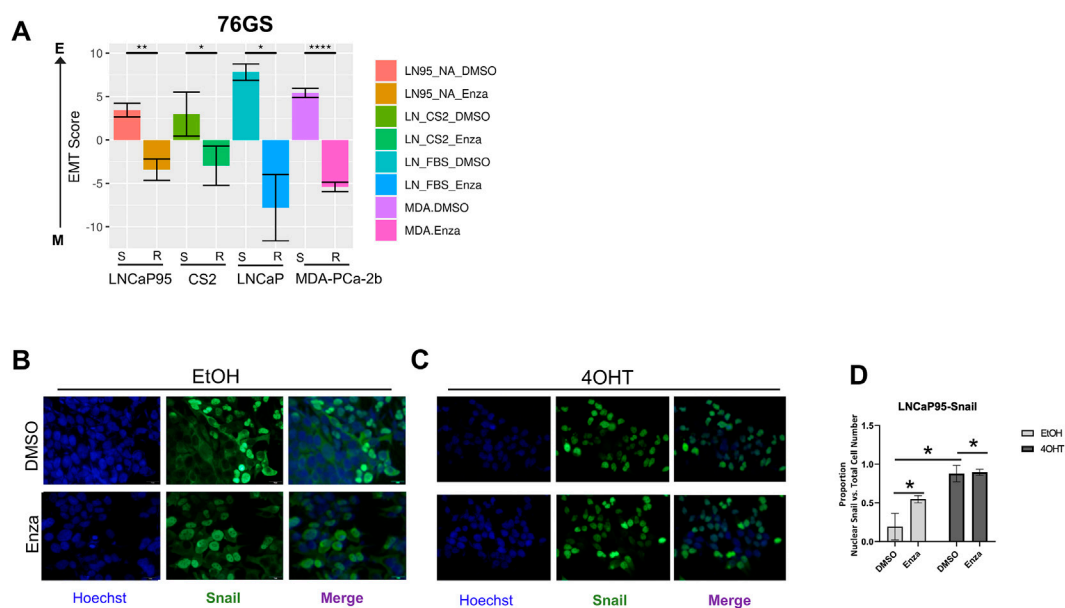 A
76GS
E
M
EMT Score
10
5
0
-5
-10
** * * ****
S R S R S R S R
LNCaP95 CS2 LNCaP MDA-PCa-2b
LN95_NA_DMSO
LN95_NA_Enza
LN_CS2_DMSO
LN_CS2_Enza
LN_FBS_DMSO
LN_FBS_Enza
MDA.DMSO
MDA.Enza
B
EtOH
DMSO
Enza
Hoechst Snail Merge
C
4OHT
Hoechst Snail Merge
D
LNCaP95-Snail
Proportion
Nuclear Snail vs. Total Cell Number
1.5
1.0
0.5
0.0
* * *
DMSO Enza DMSO Enza
EtOH
4OHT